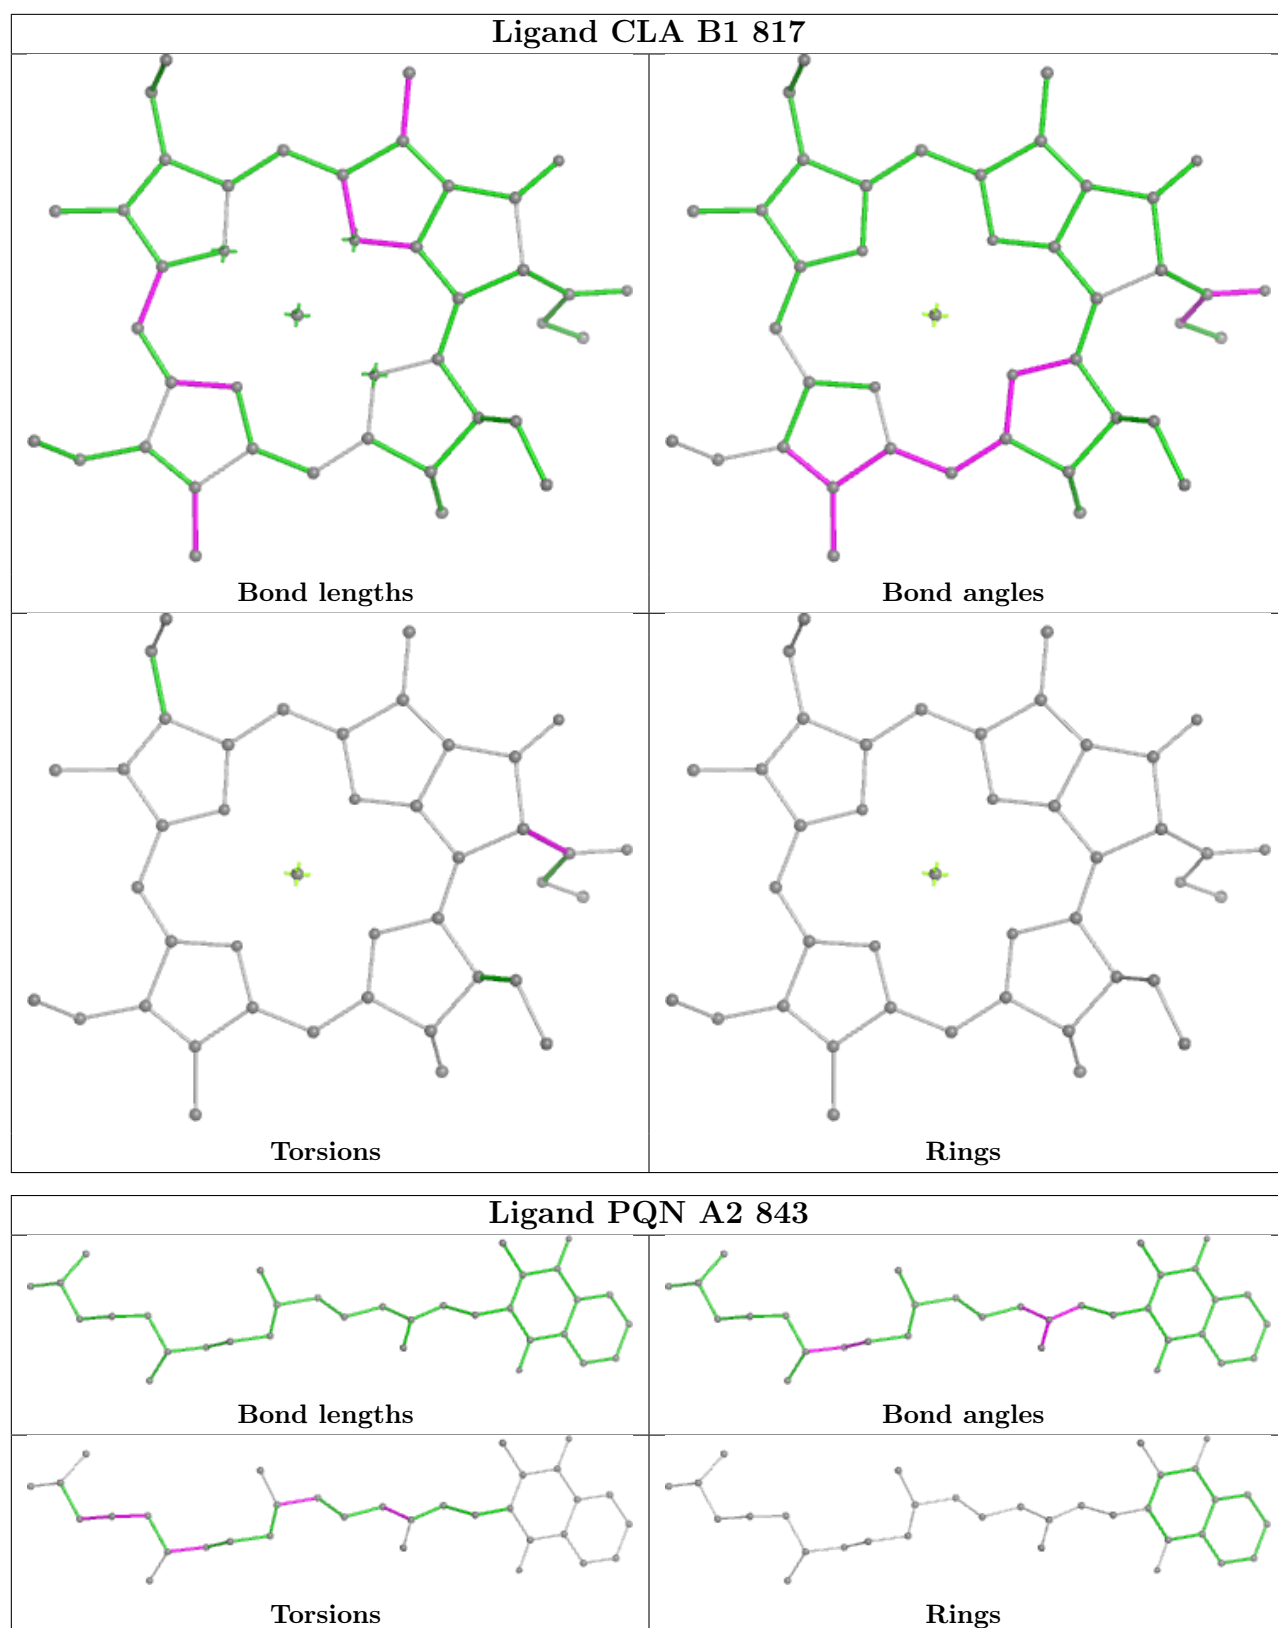 Ligand CLA B1 817
Bond lengths
Bond angles
Torsions
Rings
Ligand PQN A2 843
Bond lengths
Bond angles
Torsions
Rings